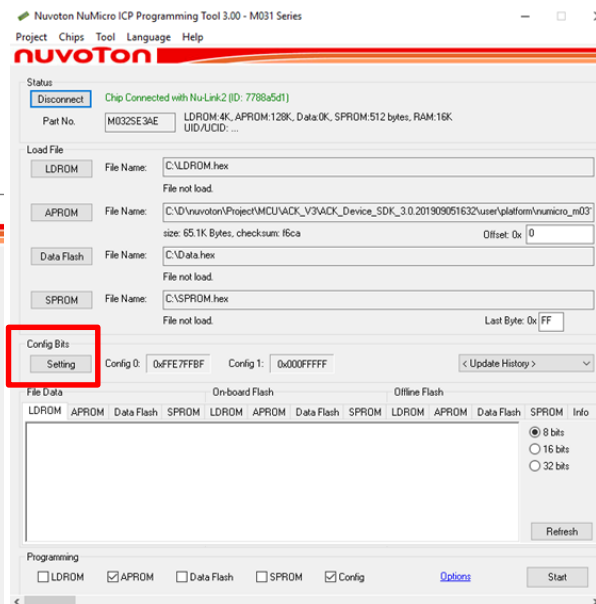 Nuvoton NuMicro ICP Programming Tool 3.00 - M031 Series
Project Chips Tool Language Help
nuvoTon
Status
Disconnect Chip Connected with Nu-Link2 (ID: 7788a5d1)
Part No. M032SE3AE LDROM:4K, APROM:128K, Data:0K, SPROM:512 bytes, RAM:16K
UID/UCID: ...
Load File
LDROM File Name: C:\LDROM.hex
File not load.
APROM File Name: C:\D\nuvoton\Project\MCU\ACK_V3\ACK_Device_SDK_3.0.201909051632\user\platform\numicro_m03
size: 65.1K Bytes, checksum: f6ca Offset: 0x 0
Data Flash File Name: C:\Data.hex
File not load.
SPROM File Name: C:\SPROM.hex
File not load. Last Byte: 0x FF
Config Bits
Setting Config 0: 0xFFE7FFBF Config 1: 0x000FFFFF < Update History >
File Data On-board Flash Offline Flash
LDROM APROM Data Flash SPROM LDROM APROM Data Flash SPROM LDROM APROM Data Flash SPROM Info
8 bits
16 bits
32 bits
Refresh
Programming
LDROM APROM Data Flash SPROM Config Options Start